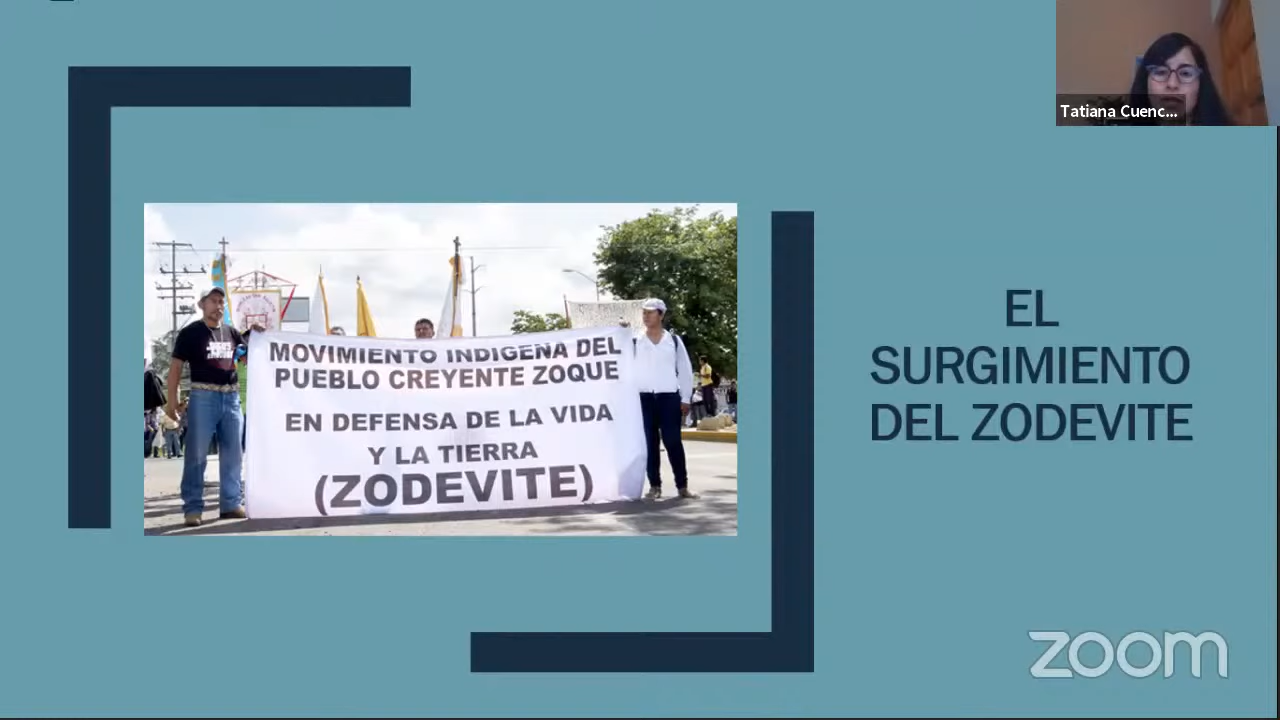 Tatiana Cuenc...
MOVIMIENTO INDIGENA DEL
PUEBLO CREYENTE ZOQUE
EN DEFENSA DE LA VIDA
Y LA TIERRA
(ZODEVITE)
EL
SURGIMIENTO
DEL ZODEVITE
zoom